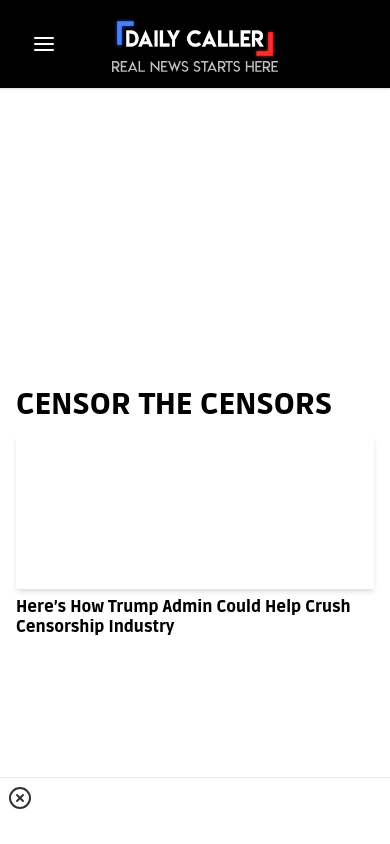 DAILY CALLER
REAL NEWS STARTS HERE
CENSOR THE CENSORS
Here's How Trump Admin Could Help Crush
Censorship Industry